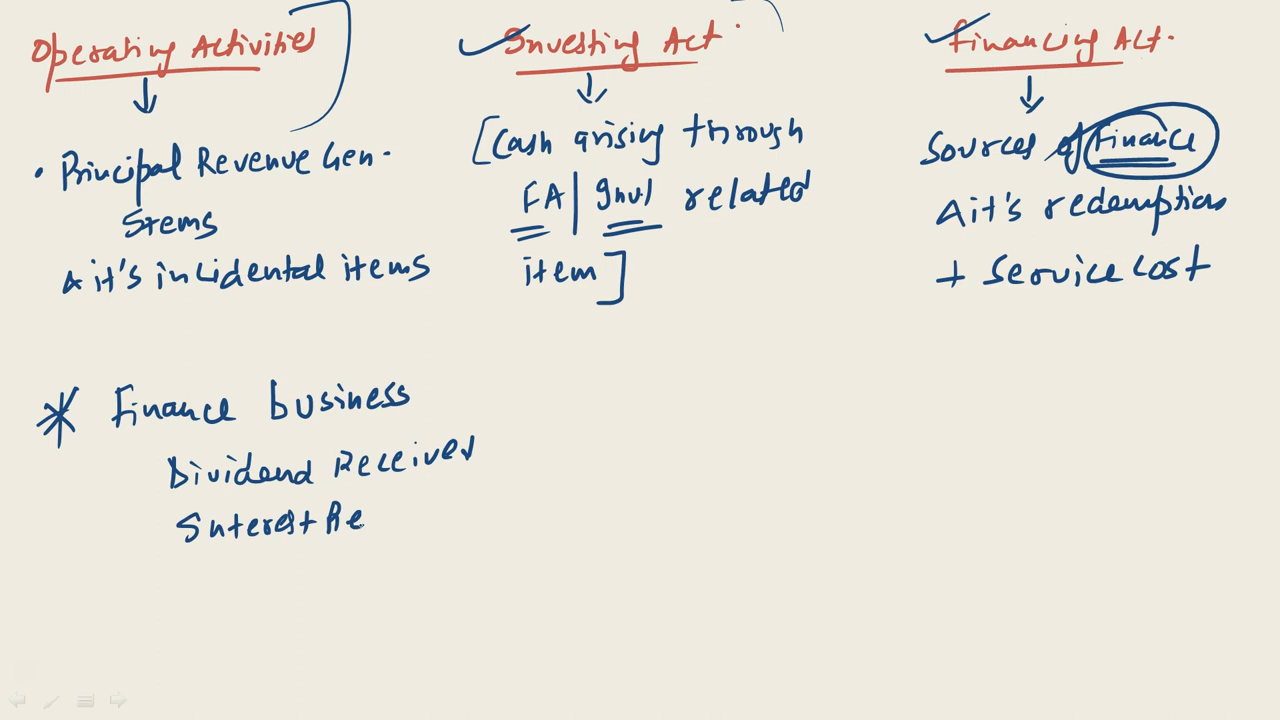 Operating Activities
• Principal Revenue Gen.
Items
& it's incidental items
Investing Act.
[Cash arising through
FA | Invt related
item]
Financing Act.
Sources of Finance
& it's redemption
+ Service Cost
* Finance business
Dividend Received
Interest Re